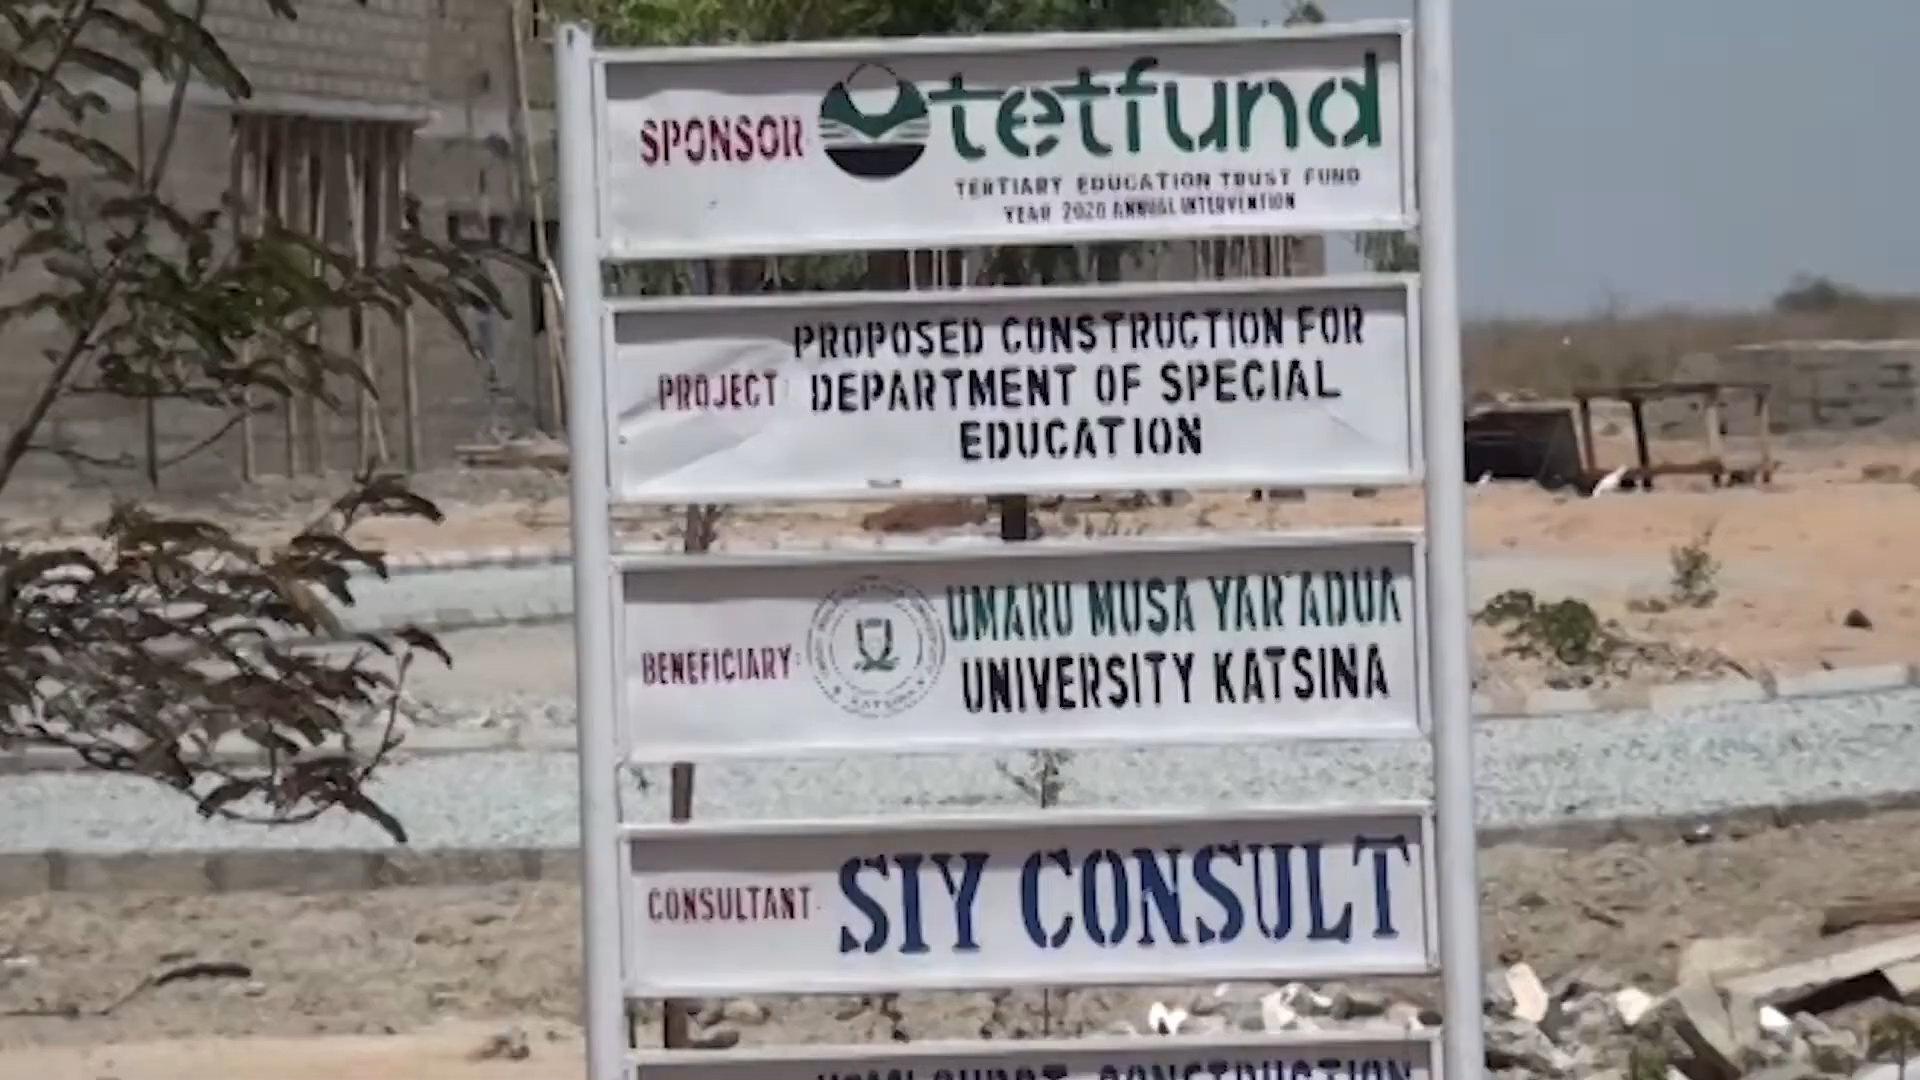 SPONSOR
tetfund
TERTIARY EDUCATION TRUST FUND
YEAR 2020 ANNUAL INTERVENTION
PROJECT:
PROPOSED CONSTRUCTION FOR
DEPARTMENT OF SPECIAL
EDUCATION
BENEFICIARY:
UMARU MUSA YAR'ADUA
UNIVERSITY KATSINA
CONSULTANT:
SIY CONSULT
CONSTRUCTION